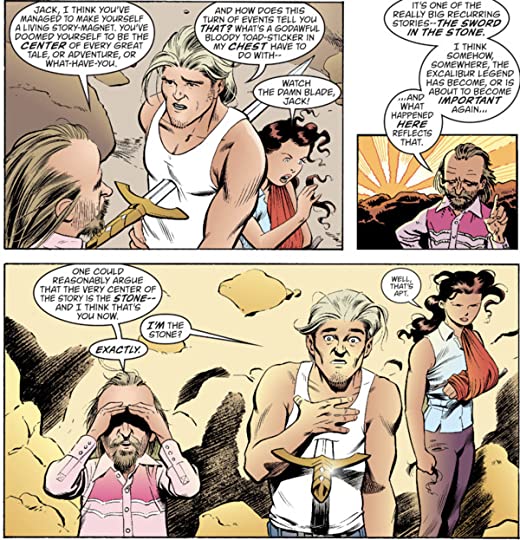 JACK, I THINK
YOU'VE
MANAGED TO
MAKE YOURSELF
A LIVING STORY-MAGNET. YOU'VE
DOOMED YOURSELF TO BE THE
CENTER OF EVERY GREAT
TALE, OR ADVENTURE, OR
WHAT-HAVE-YOU.
AND HOW DOES THIS
TURN OF EVENTS TELL YOU
THAT? WHAT'S A GODAWFUL
BLOODY TOAD-STICKER IN
MY CHEST HAVE TO
DO WITH--
WATCH
THE DAMN BLADE,
JACK!
IT'S ONE OF THE
REALLY BIG RECURRING
STORIES--THE SWORD
IN THE STONE.
I THINK
SOMEHOW,
SOMEWHERE, THE
EXCALIBUR LEGEND
HAS BECOME, OR IS
ABOUT TO BECOME
IMPORTANT
AGAIN...
...AND
WHAT
HAPPENED
HERE
REFLECTS
THAT.
ONE COULD
REASONABLY ARGUE
THAT THE VERY CENTER OF
THE STORY IS THE STONE--
AND I THINK THAT'S
YOU NOW.
I'M THE
STONE?
EXACTLY.
WELL,
THAT'S
APT.